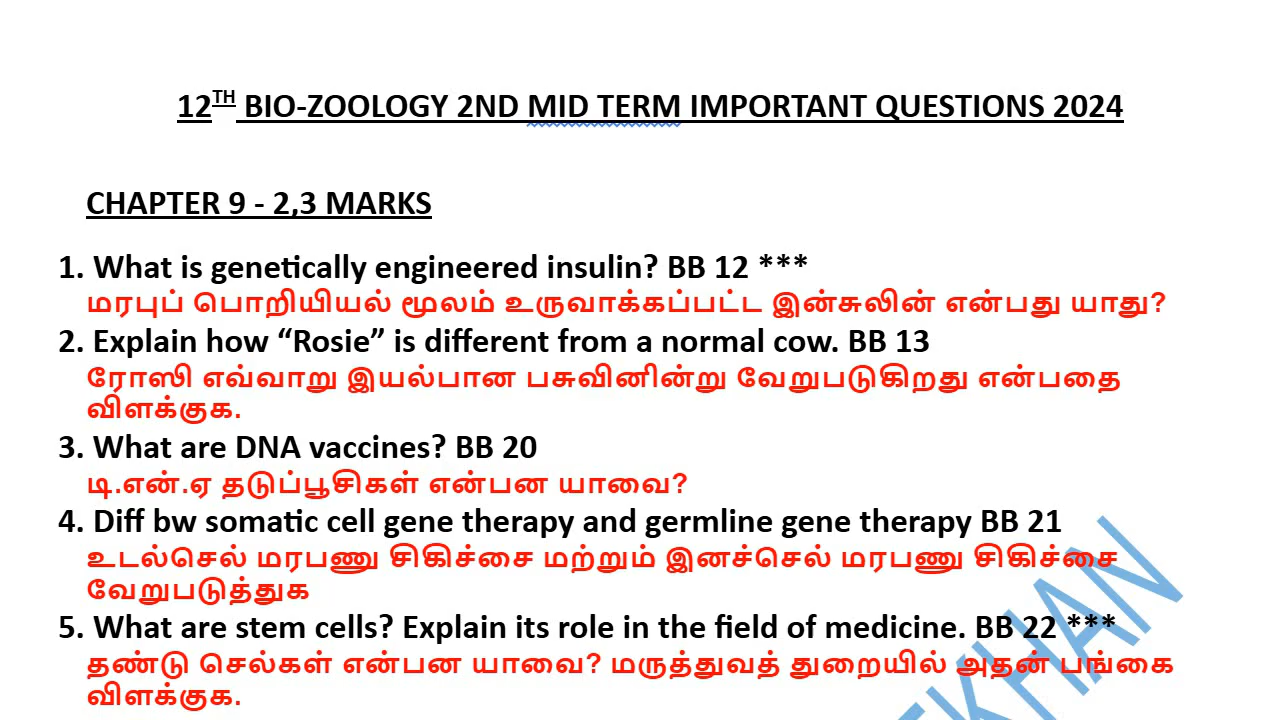 12TH BIO-ZOOLOGY 2ND MID TERM IMPORTANT QUESTIONS 2024
CHAPTER 9 - 2,3 MARKS
1. What is genetically engineered insulin? BB 12 ***
மரபுப் பொறியியல் மூலம் உருவாக்கப்பட்ட இன்சுலின் என்பது யாது?
2. Explain how “Rosie” is different from a normal cow. BB 13
ரோஸி எவ்வாறு இயல்பான பசுவினின்று வேறுபடுகிறது என்பதை
விளக்குக.
3. What are DNA vaccines? BB 20
டி.என்.ஏ தடுப்பூசிகள் என்பன யாவை?
4. Diff bw somatic cell gene therapy and germline gene therapy BB 21
உடல்செல் மரபணு சிகிச்சை மற்றும் இனச்செல் மரபணு சிகிச்சை
வேறுபடுத்துக
5. What are stem cells? Explain its role in the field of medicine. BB 22 ***
தண்டு செல்கள் என்பன யாவை? மருத்துவத் துறையில் அதன் பங்கை
விளக்குக.